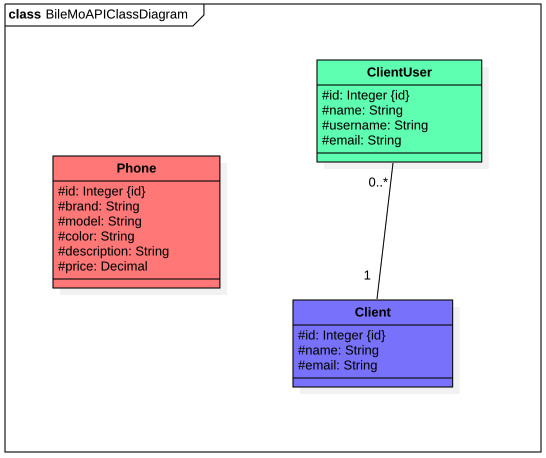 class BileMoAPIClassDiagram
ClientUser
#id: Integer {id}
#name: String
#username: String
#email: String
0..*
Phone
#id: Integer {id}
#brand: String
#model: String
#color: String
#description: String
#price: Decimal
1
Client
#id: Integer {id}
#name: String
#email: String